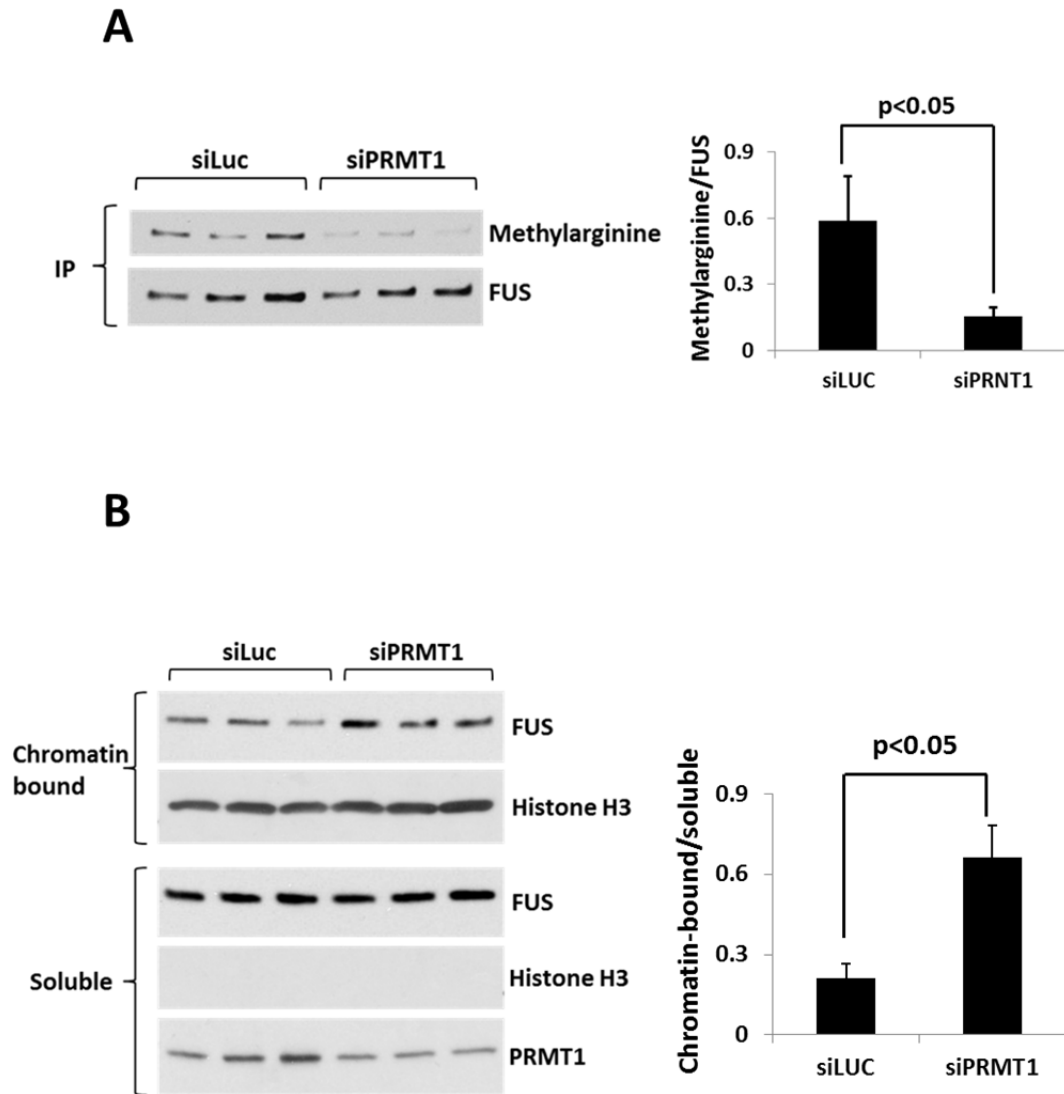 A
siLuc siPRMT1
IP
Methylarginine
FUS
p<0.05
Methylarginine/FUS
0.9
0.6
0.3
0
siLUC siPRNT1
B
siLuc siPRMT1
Chromatin
bound
FUS
Histone H3
Soluble
FUS
Histone H3
PRMT1
p<0.05
Chromatin-bound/soluble
0.9
0.6
0.3
0
siLUC siPRMT1